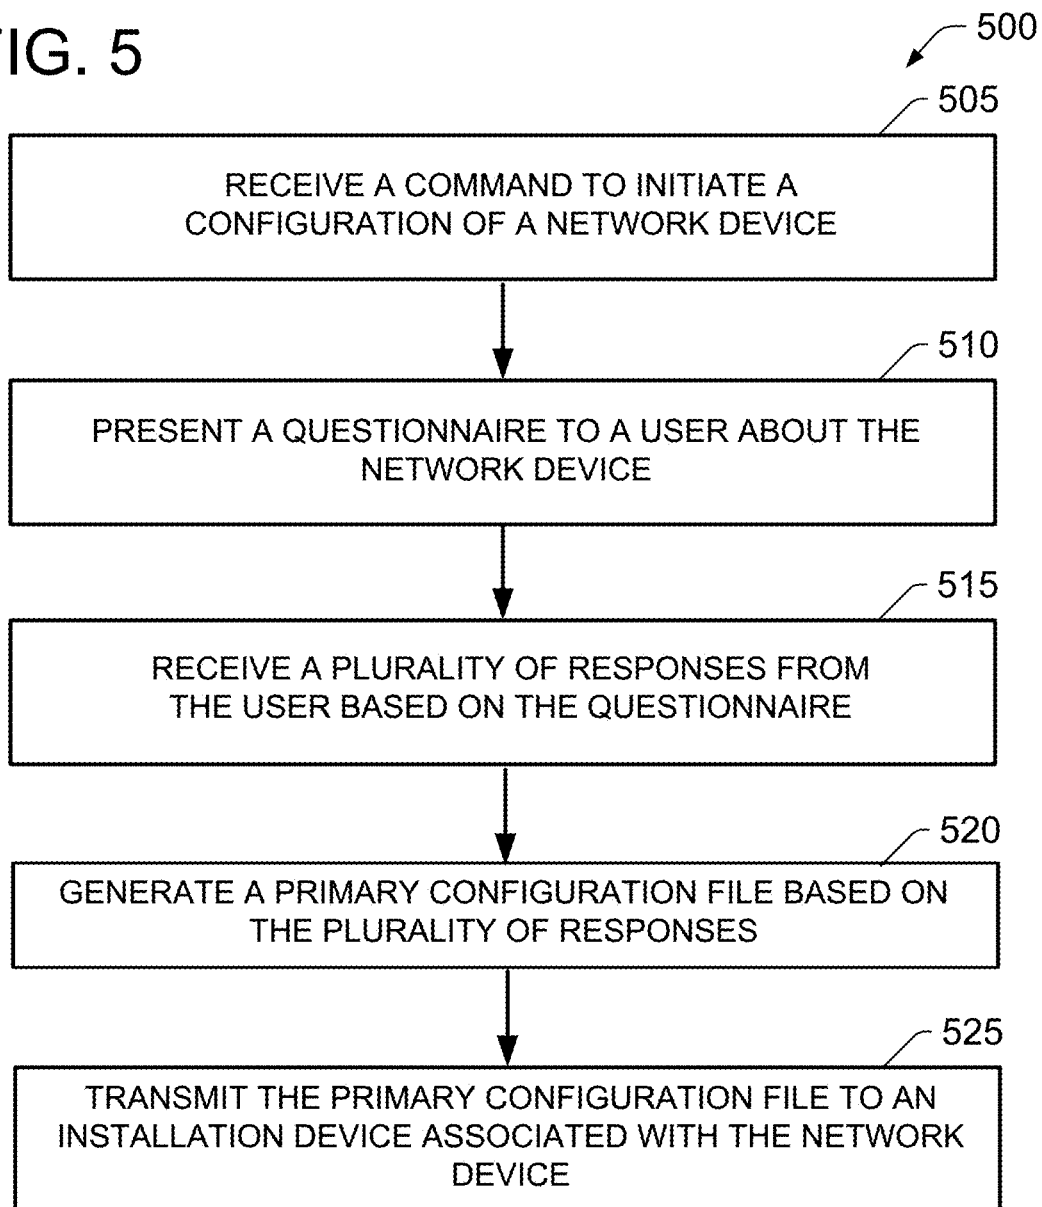 FIG. 5
500
505
RECEIVE A COMMAND TO INITIATE A
CONFIGURATION OF A NETWORK DEVICE
510
PRESENT A QUESTIONNAIRE TO A USER ABOUT THE
NETWORK DEVICE
515
RECEIVE A PLURALITY OF RESPONSES FROM
THE USER BASED ON THE QUESTIONNAIRE
520
GENERATE A PRIMARY CONFIGURATION FILE BASED ON
THE PLURALITY OF RESPONSES
525
TRANSMIT THE PRIMARY CONFIGURATION FILE TO AN
INSTALLATION DEVICE ASSOCIATED WITH THE NETWORK
DEVICE